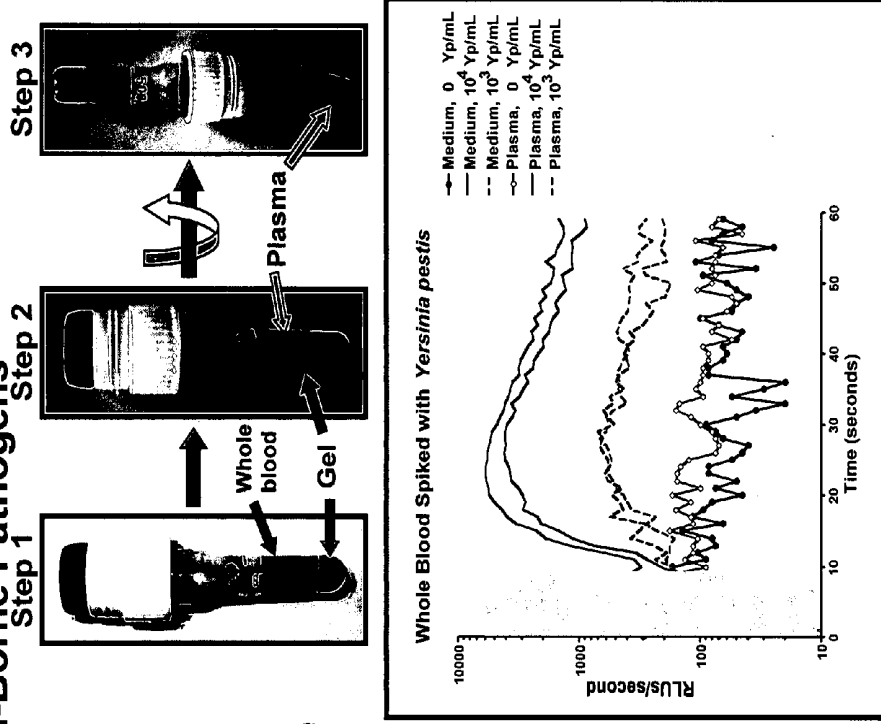 -Borne Pathogens
Step 1
Step 2
Step 3
Whole
blood
Gel
Plasma
Whole Blood Spiked with Yersinia pestis
Medium, 0 Yp/mL
Medium, 10⁴ Yp/mL
Medium, 10³ Yp/mL
Plasma, 0 Yp/mL
Plasma, 10⁴ Yp/mL
Plasma, 10³ Yp/mL
RLUs/second
10000
1000
100
10
0
10
20
30
40
50
60
Time (seconds)